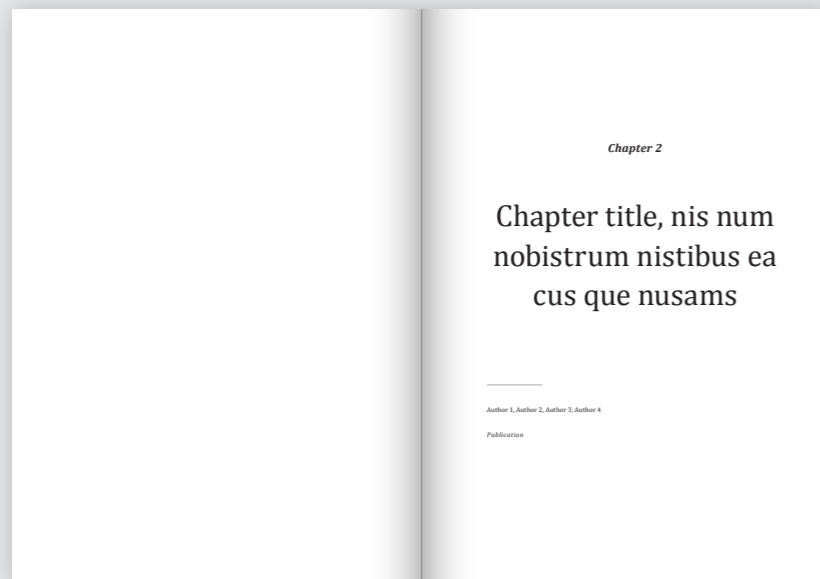 Chapter 2
Chapter title, nis num
nobistrum nistibus ea
cus que nusams
Author 1, Author 2, Author 3, Author 4
Publication